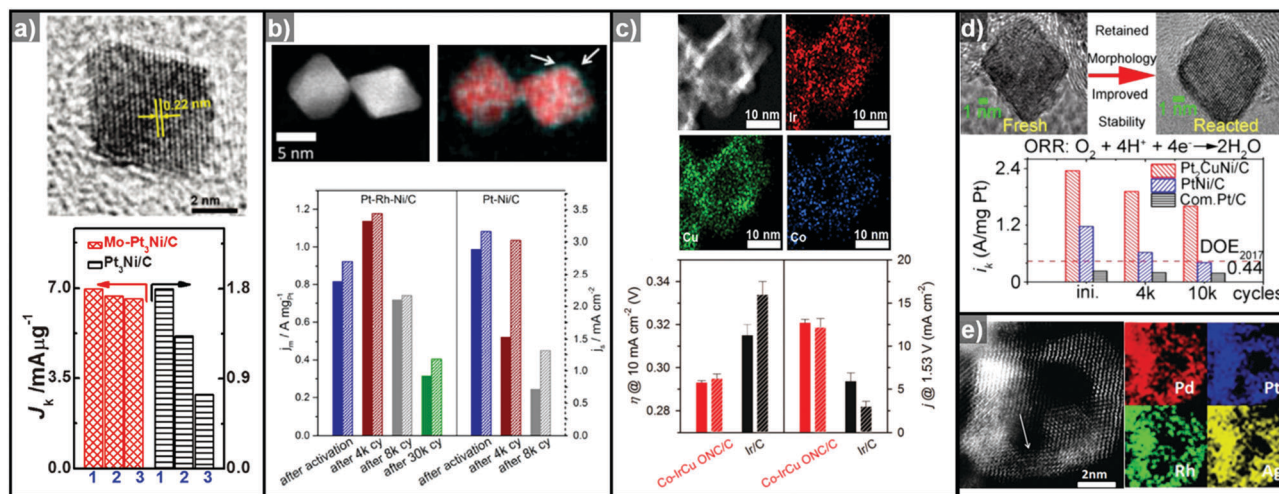 a)
0.22 nm
2 nm
Mo-Pt3Ni/C
Pt3Ni/C
Jk /mAµg-1
7.0
3.5
0.0
1.8
0.9
0.0
1 2 3 1 2 3
b)
5 nm
Pt-Rh-Ni/C
Pt-Ni/C
jm / A mgPt-1
1.4
1.2
1.0
0.8
0.6
0.4
0.2
0.0
js / mA cm-2
3.5
3.0
2.5
2.0
1.5
1.0
0.5
0.0
after activation
after 4k cy
after 8k cy
after 30k cy
after activation
after 4k cy
after 8k cy
c)
10 nm
Ir
10 nm
Cu
10 nm
Co
10 nm
η @ 10 mA cm-2 (V)
0.34
0.32
0.30
0.28
j @ 1.53 V (mA cm-2)
20
15
10
5
0
Co-IrCu ONC/C
Ir/C
Co-IrCu ONC/C
Ir/C
d)
1 nm
Fresh
Retained
Morphology
Improved
Stability
1 nm
Reacted
ORR: O2 + 4H+ + 4e-→2H2O
ik (A/mg Pt)
2.4
1.2
0
Pt2CuNi/C
PtNi/C
Com.Pt/C
DOE2017
0.44
ini. 4k 10k cycles
e)
2nm
Pd
Pt
Rh
Ag